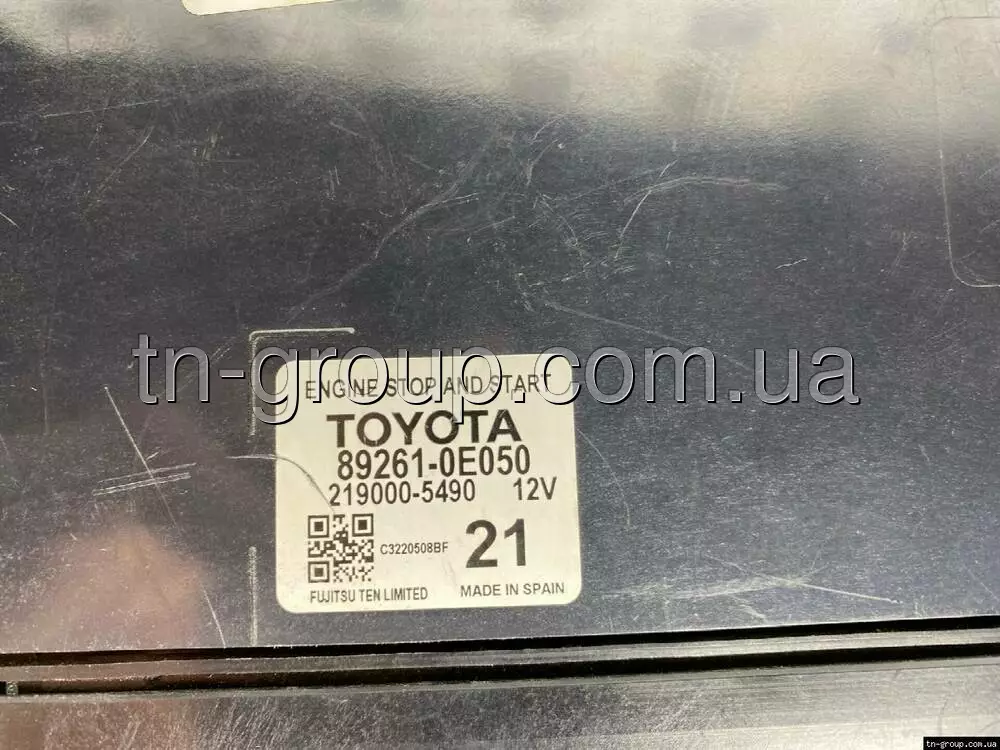 tn-group.com.ua
ENGINE STOP AND START
TOYOTA
89261-0E050
219000-5490 12V
C3220508BF 21
FUJITSU TEN LIMITED MADE IN SPAIN
tn-group.com.ua